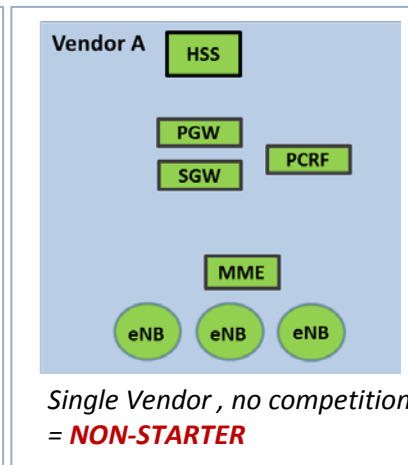 Vendor A
HSS
PGW
PCRF
SGW
MME
eNB eNB eNB
Single Vendor , no competition
= NON-STARTER